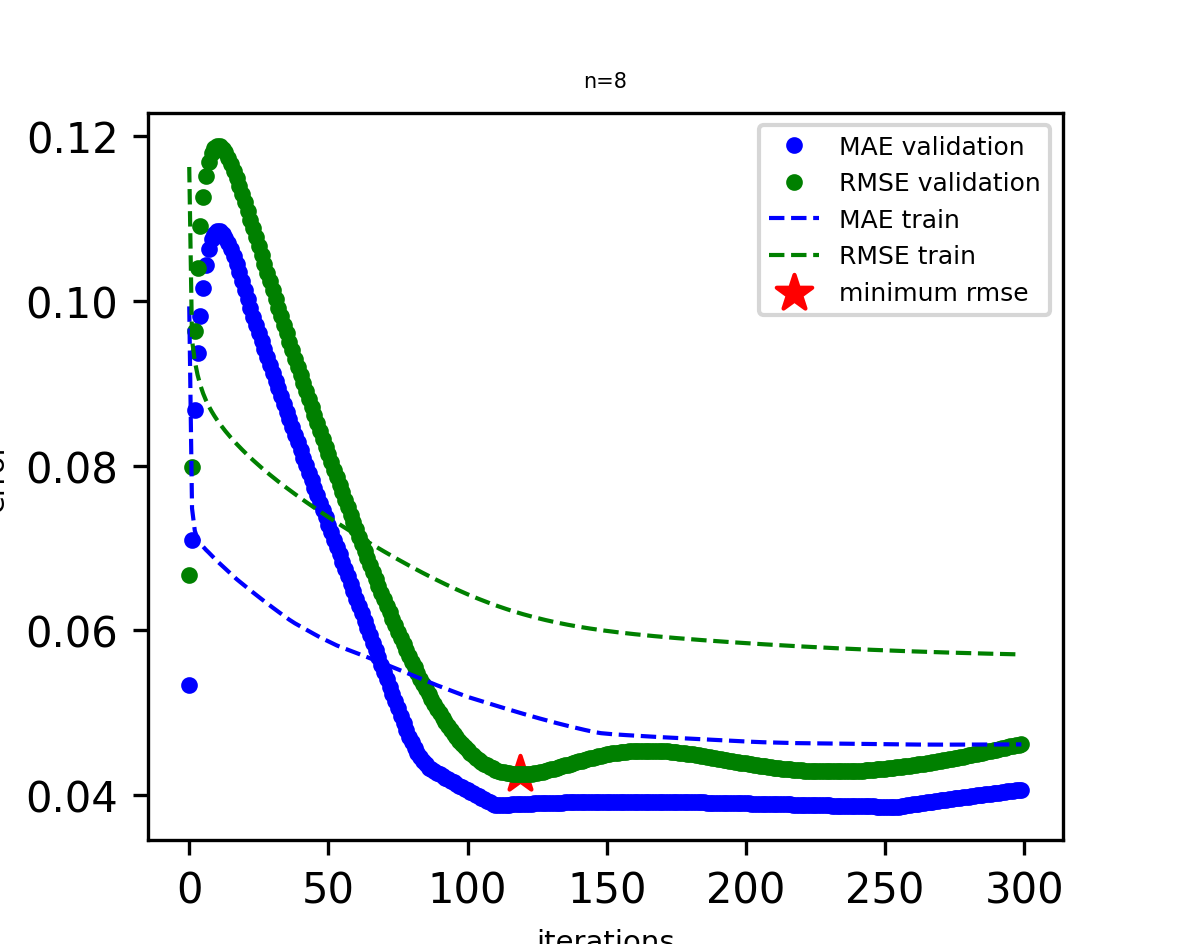 n=8
0.12
0.10
0.08
0.06
0.04
MAE validation
RMSE validation
MAE train
RMSE train
minimum rmse
0 50 100 150 200 250 300
iterations